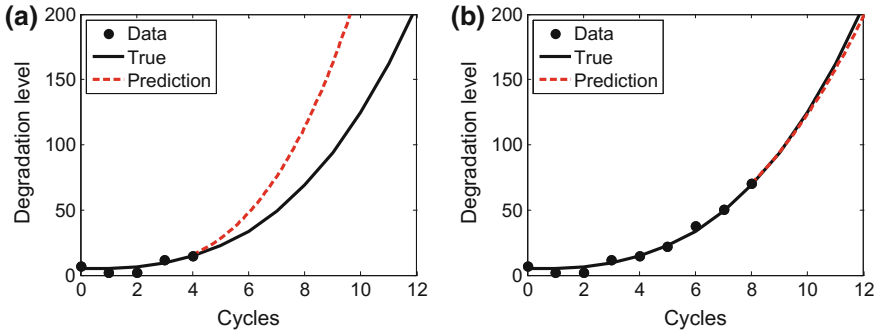 (a)
200
150
100
50
0
Degradation level
Data
True
Prediction
0 2 4 6 8 10 12
Cycles
(b)
200
150
100
50
0
Degradation level
Data
True
Prediction
0 2 4 6 8 10 12
Cycles